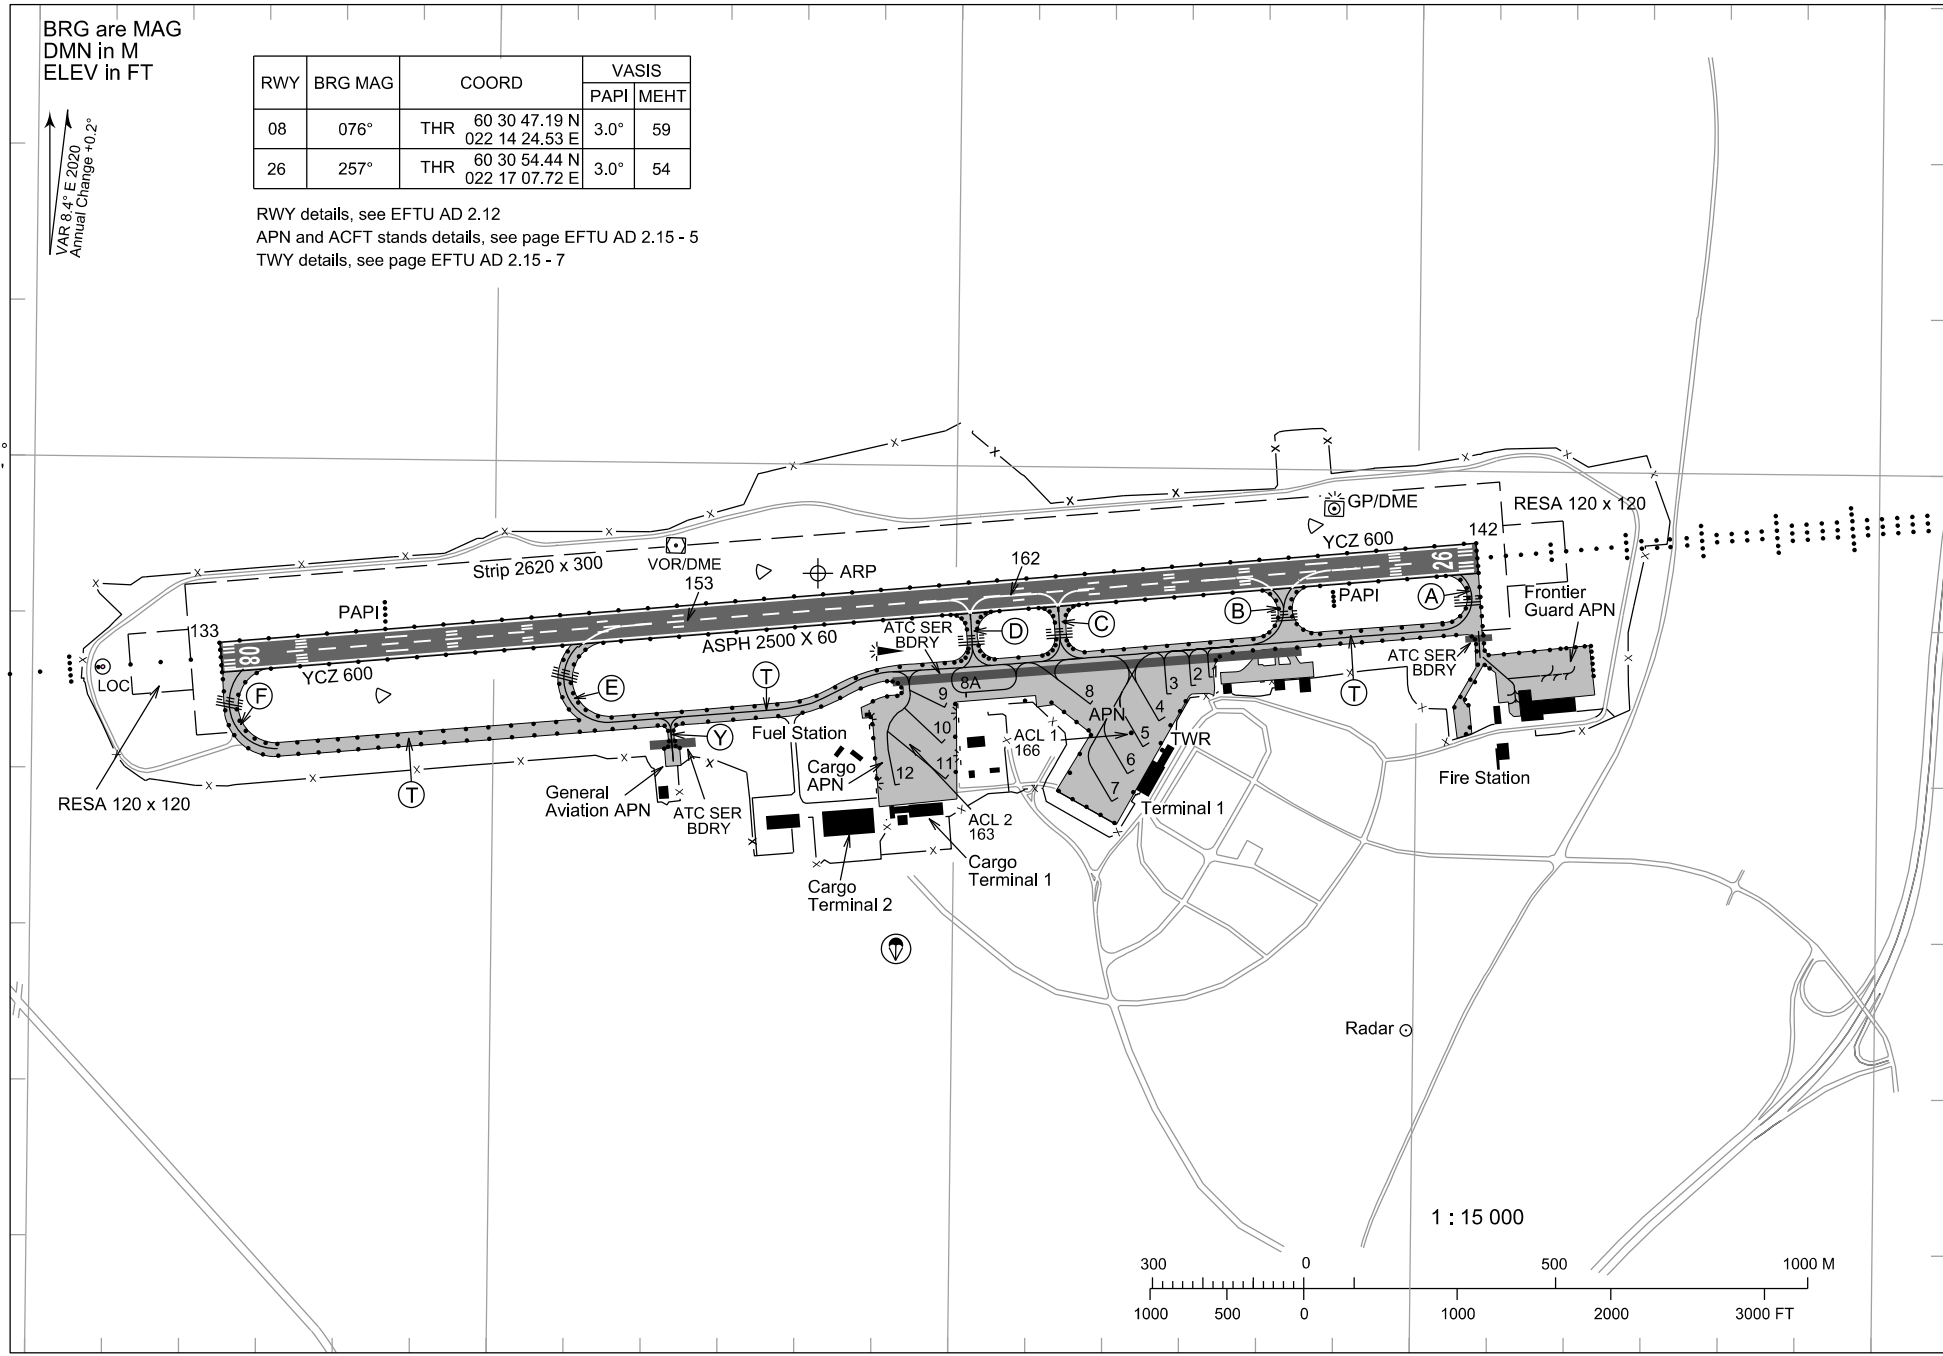 BRG are MAG
DMN in M
ELEV in FT
VAR 8.4° E 2020
Annual Change +0.2°
RWY BRG MAG COORD VASIS
PAPI MEHT
08 076° THR 60 30 47.19 N 3.0° 59
022 14 24.53 E
26 257° THR 60 30 54.44 N 3.0° 54
022 17 07.72 E
RWY details, see EFTU AD 2.12
APN and ACFT stands details, see page EFTU AD 2.15 - 5
TWY details, see page EFTU AD 2.15 - 7
GP/DME
RESA 120 x 120
142
YCZ 600
Strip 2620 x 300
VOR/DME
153
ARP
162
26
PAPI
PAPI
A
B
C
D
Frontier
Guard APN
133
08
ASPH 2500 X 60
ATC SER
BDRY
ATC SER
BDRY
LOC
YCZ 600
F
E
T
T
8A
8
9
10
11
12
2
3
4
5
6
7
APN
Y
Fuel Station
ACL 1
166
TWR
Cargo
APN
Fire Station
T
RESA 120 x 120
General
Aviation APN
ATC SER
BDRY
ACL 2
163
Terminal 1
Cargo
Terminal 1
Cargo
Terminal 2
Radar
1 : 15 000
300 0 500 1000 M
1000 500 0 1000 2000 3000 FT